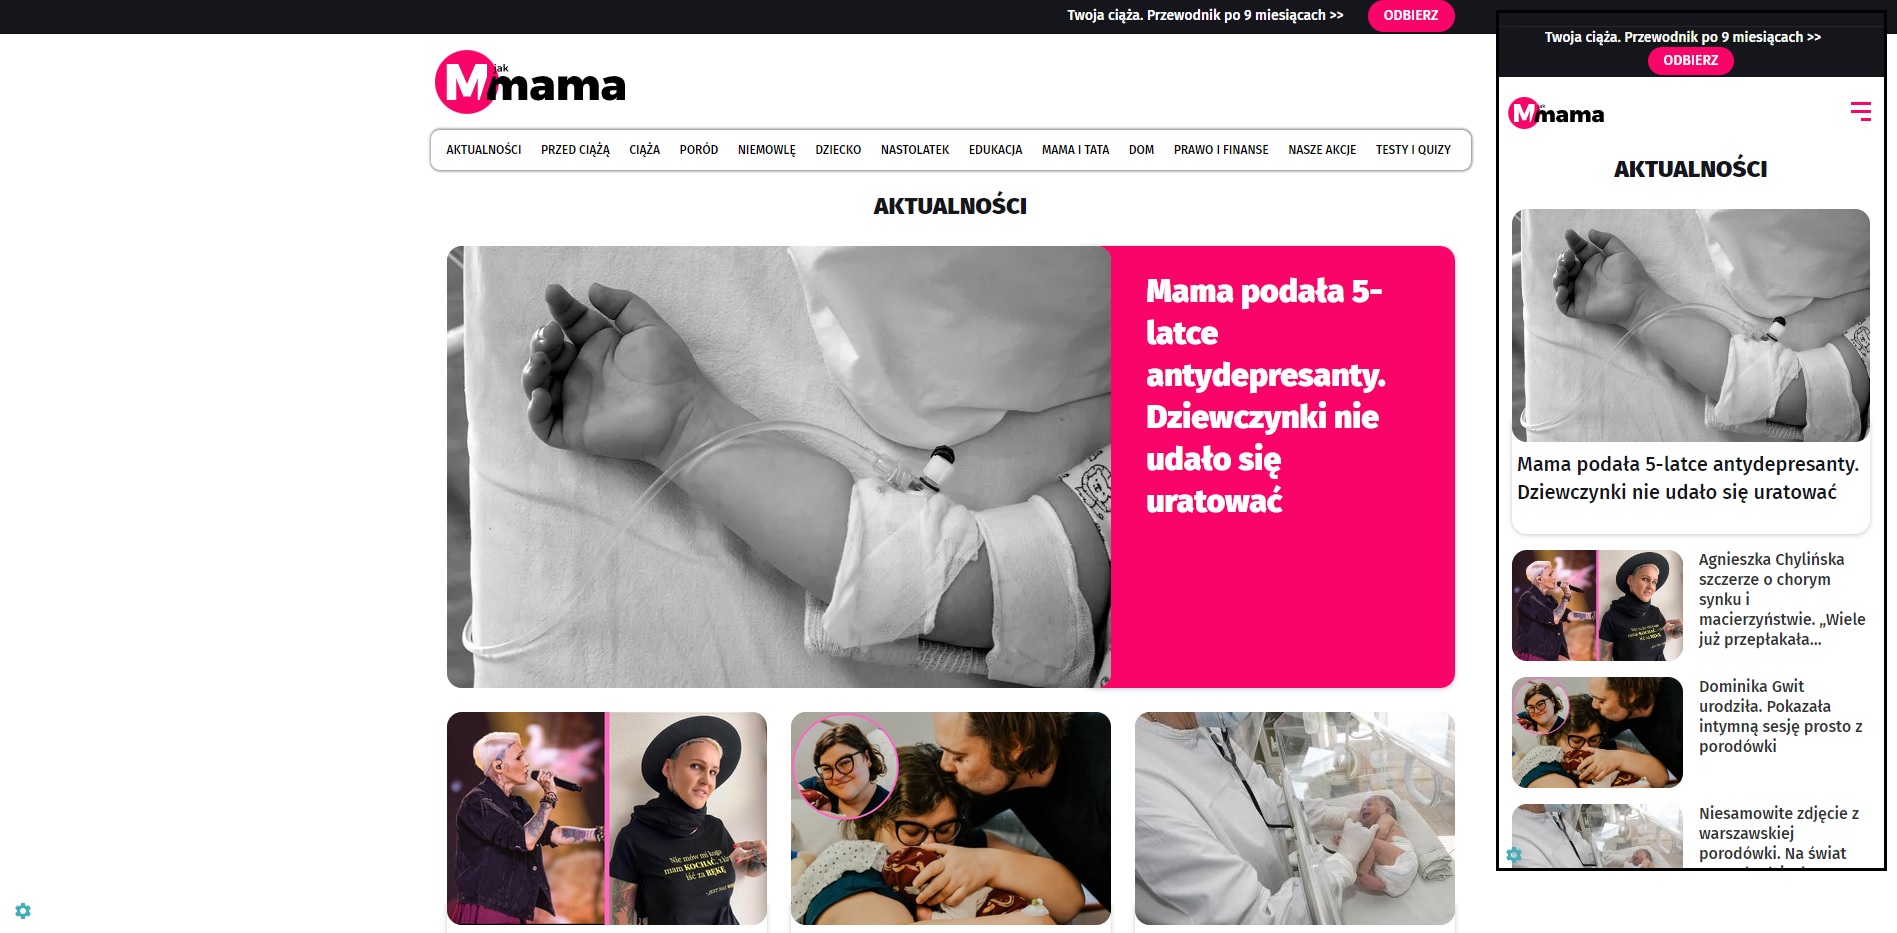 Twoja ciąża. Przewodnik po 9 miesiącach >>
ODBIERZ
M jak mama
AKTUALNOŚCI PRZED CIĄŻĄ CIĄŻA PORÓD NIEMOWLĘ DZIECKO NASTOLATEK EDUKACJA MAMA I TATA DOM PRAWO I FINANSE NASZE AKCJE TESTY I QUIZY
AKTUALNOŚCI
Mama podała 5-
latce
antydepresanty.
Dziewczynki nie
udało się
uratować
Nie mów mi kogo
mam KOCHAĆ, z kim
iść za RĘKĘ
Twoja ciąża. Przewodnik po 9 miesiącach >>
ODBIERZ
M jak mama
AKTUALNOŚCI
Mama podała 5-latce antydepresanty.
Dziewczynki nie udało się uratować
Agnieszka Chylińska
szczerze o chorym
synku i
macierzyństwie. „Wiele
już przepłakała...
Dominika Gwit
urodziła. Pokazała
intymną sesję prosto z
porodówki
Niesamowite zdjęcie z
warszawskiej
porodówki. Na świat